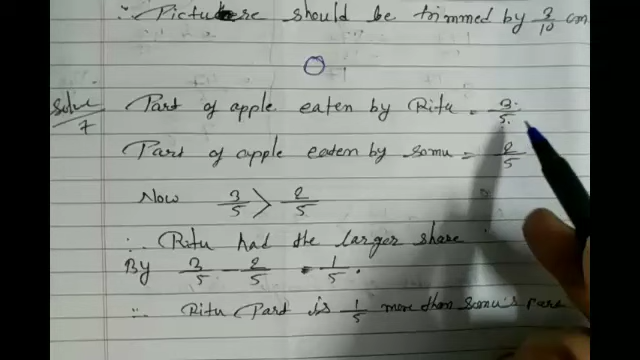 ∴ Picture should be trimmed by 3/10 cm
Solve 7 Part of apple eaten by Ritu = 3/5
Part of apple eaten by Somu = 2/5
Now 3/5 > 2/5
∴ Ritu had the larger share
By 3/5 - 2/5 = 1/5.
∴ Ritu Part is 1/5 more than Somu's Part